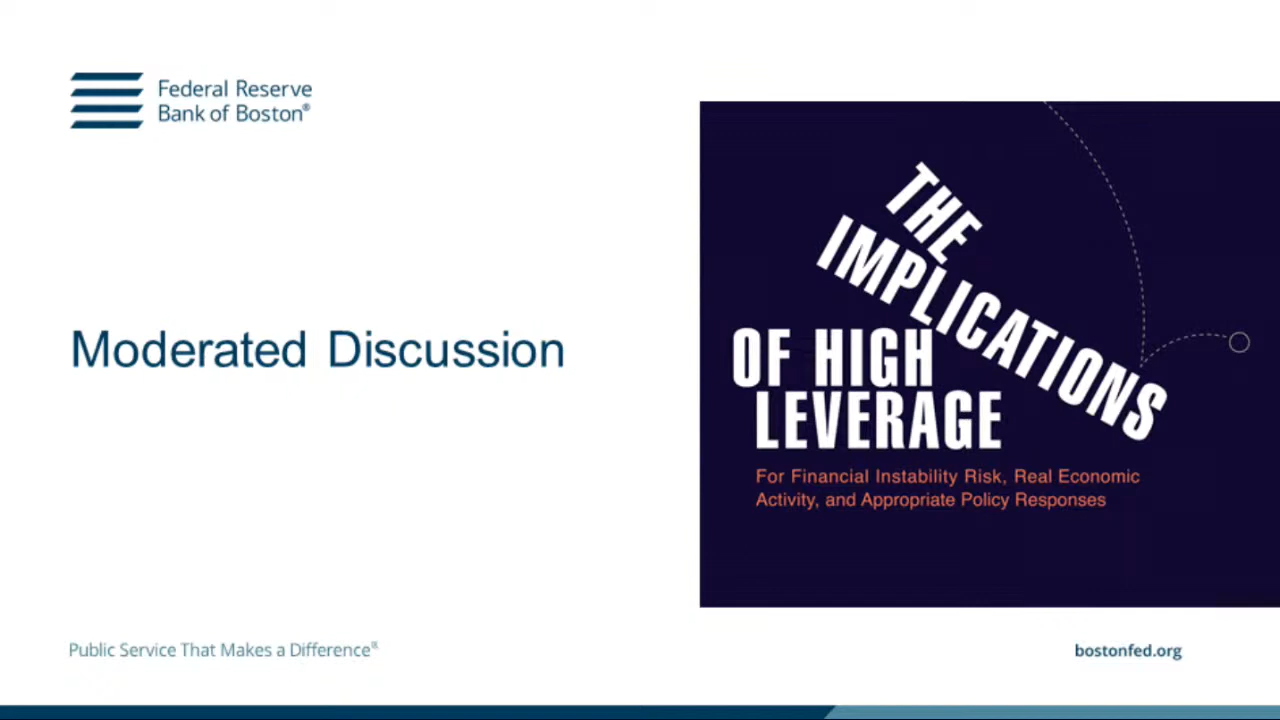 Federal Reserve
Bank of Boston®
Moderated Discussion
THE
IMPLICATIONS
OF HIGH
LEVERAGE
For Financial Instability Risk, Real Economic
Activity, and Appropriate Policy Responses
Public Service That Makes a Difference®
bostonfed.org